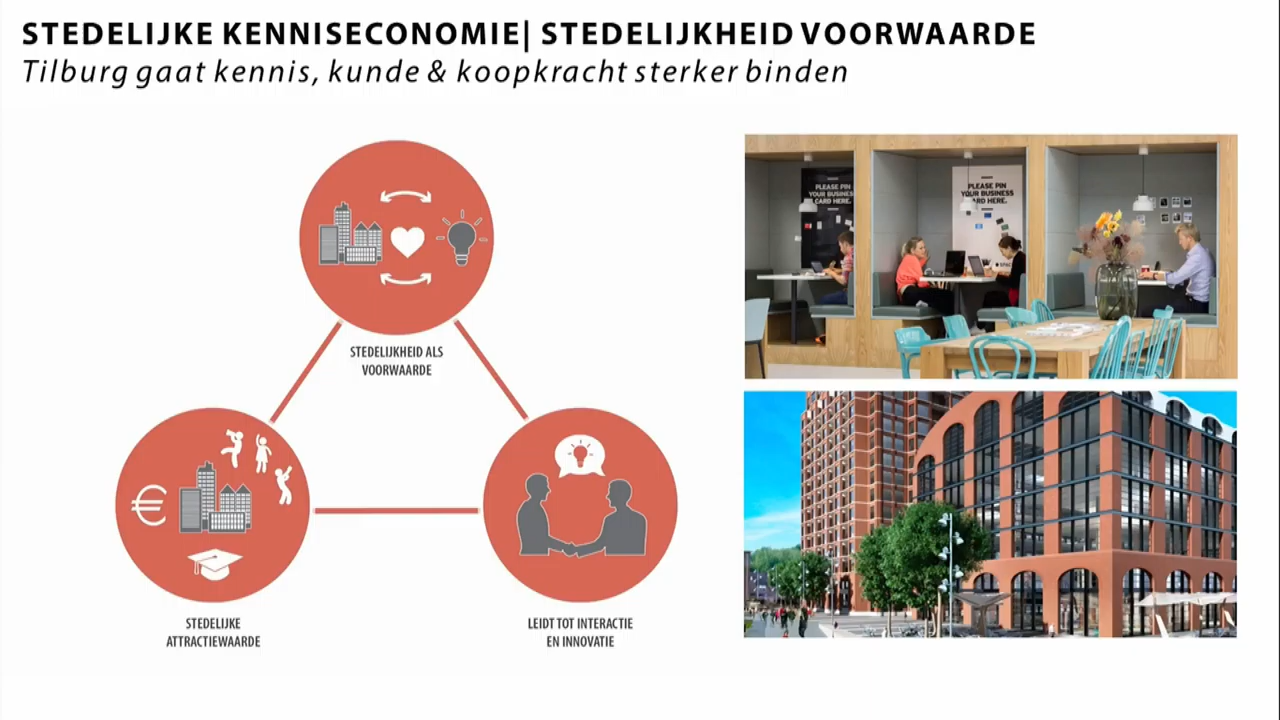 STEDELIJKE KENNISECONOMIE| STEDELIJKHEID VOORWAARDE
Tilburg gaat kennis, kunde & koopkracht sterker binden
STEDELIJKHEID ALS
VOORWAARDE
STEDELIJKE
ATTRACTIEWAARDE
LEIDT TOT INTERACTIE
EN INNOVATIE
PLEASE PIN
YOUR BUSINESS
CARD HERE.
PLEASE PIN
YOUR BUSINESS
CARD HERE.